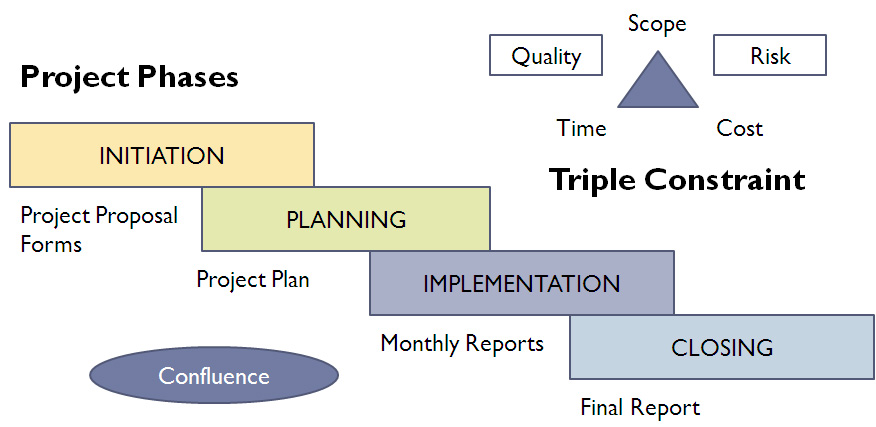 Project Phases
INITIATION
Project Proposal
Forms
PLANNING
Project Plan
IMPLEMENTATION
Monthly Reports
CLOSING
Final Report
Confluence
Scope
Quality
Risk
Time
Cost
Triple Constraint